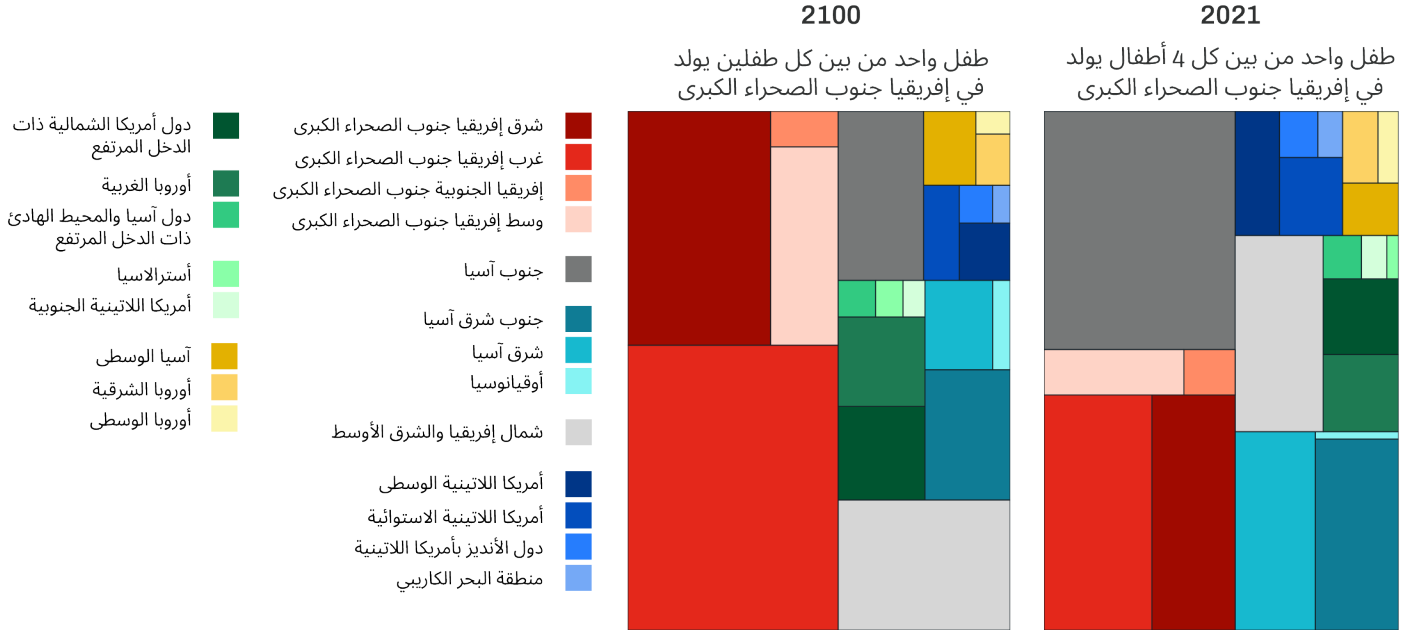 2021
طفل واحد من بين كل 4 أطفال يولد
في إفريقيا جنوب الصحراء الكبرى
2100
طفل واحد من بين كل طفلين يولد
في إفريقيا جنوب الصحراء الكبرى
شرق إفريقيا جنوب الصحراء الكبرى
غرب إفريقيا جنوب الصحراء الكبرى
إفريقيا الجنوبية جنوب الصحراء الكبرى
وسط إفريقيا جنوب الصحراء الكبرى
جنوب آسيا
جنوب شرق آسيا
شرق آسيا
أوقيانوسيا
شمال إفريقيا والشرق الأوسط
أمريكا اللاتينية الوسطى
أمريكا اللاتينية الاستوائية
دول الأنديز بأمريكا اللاتينية
منطقة البحر الكاريبي
دول أمريكا الشمالية ذات
الدخل المرتفع
أوروبا الغربية
دول آسيا والمحيط الهادئ
ذات الدخل المرتفع
أسترالاسيا
أمريكا اللاتينية الجنوبية
آسيا الوسطى
أوروبا الشرقية
أوروبا الوسطى